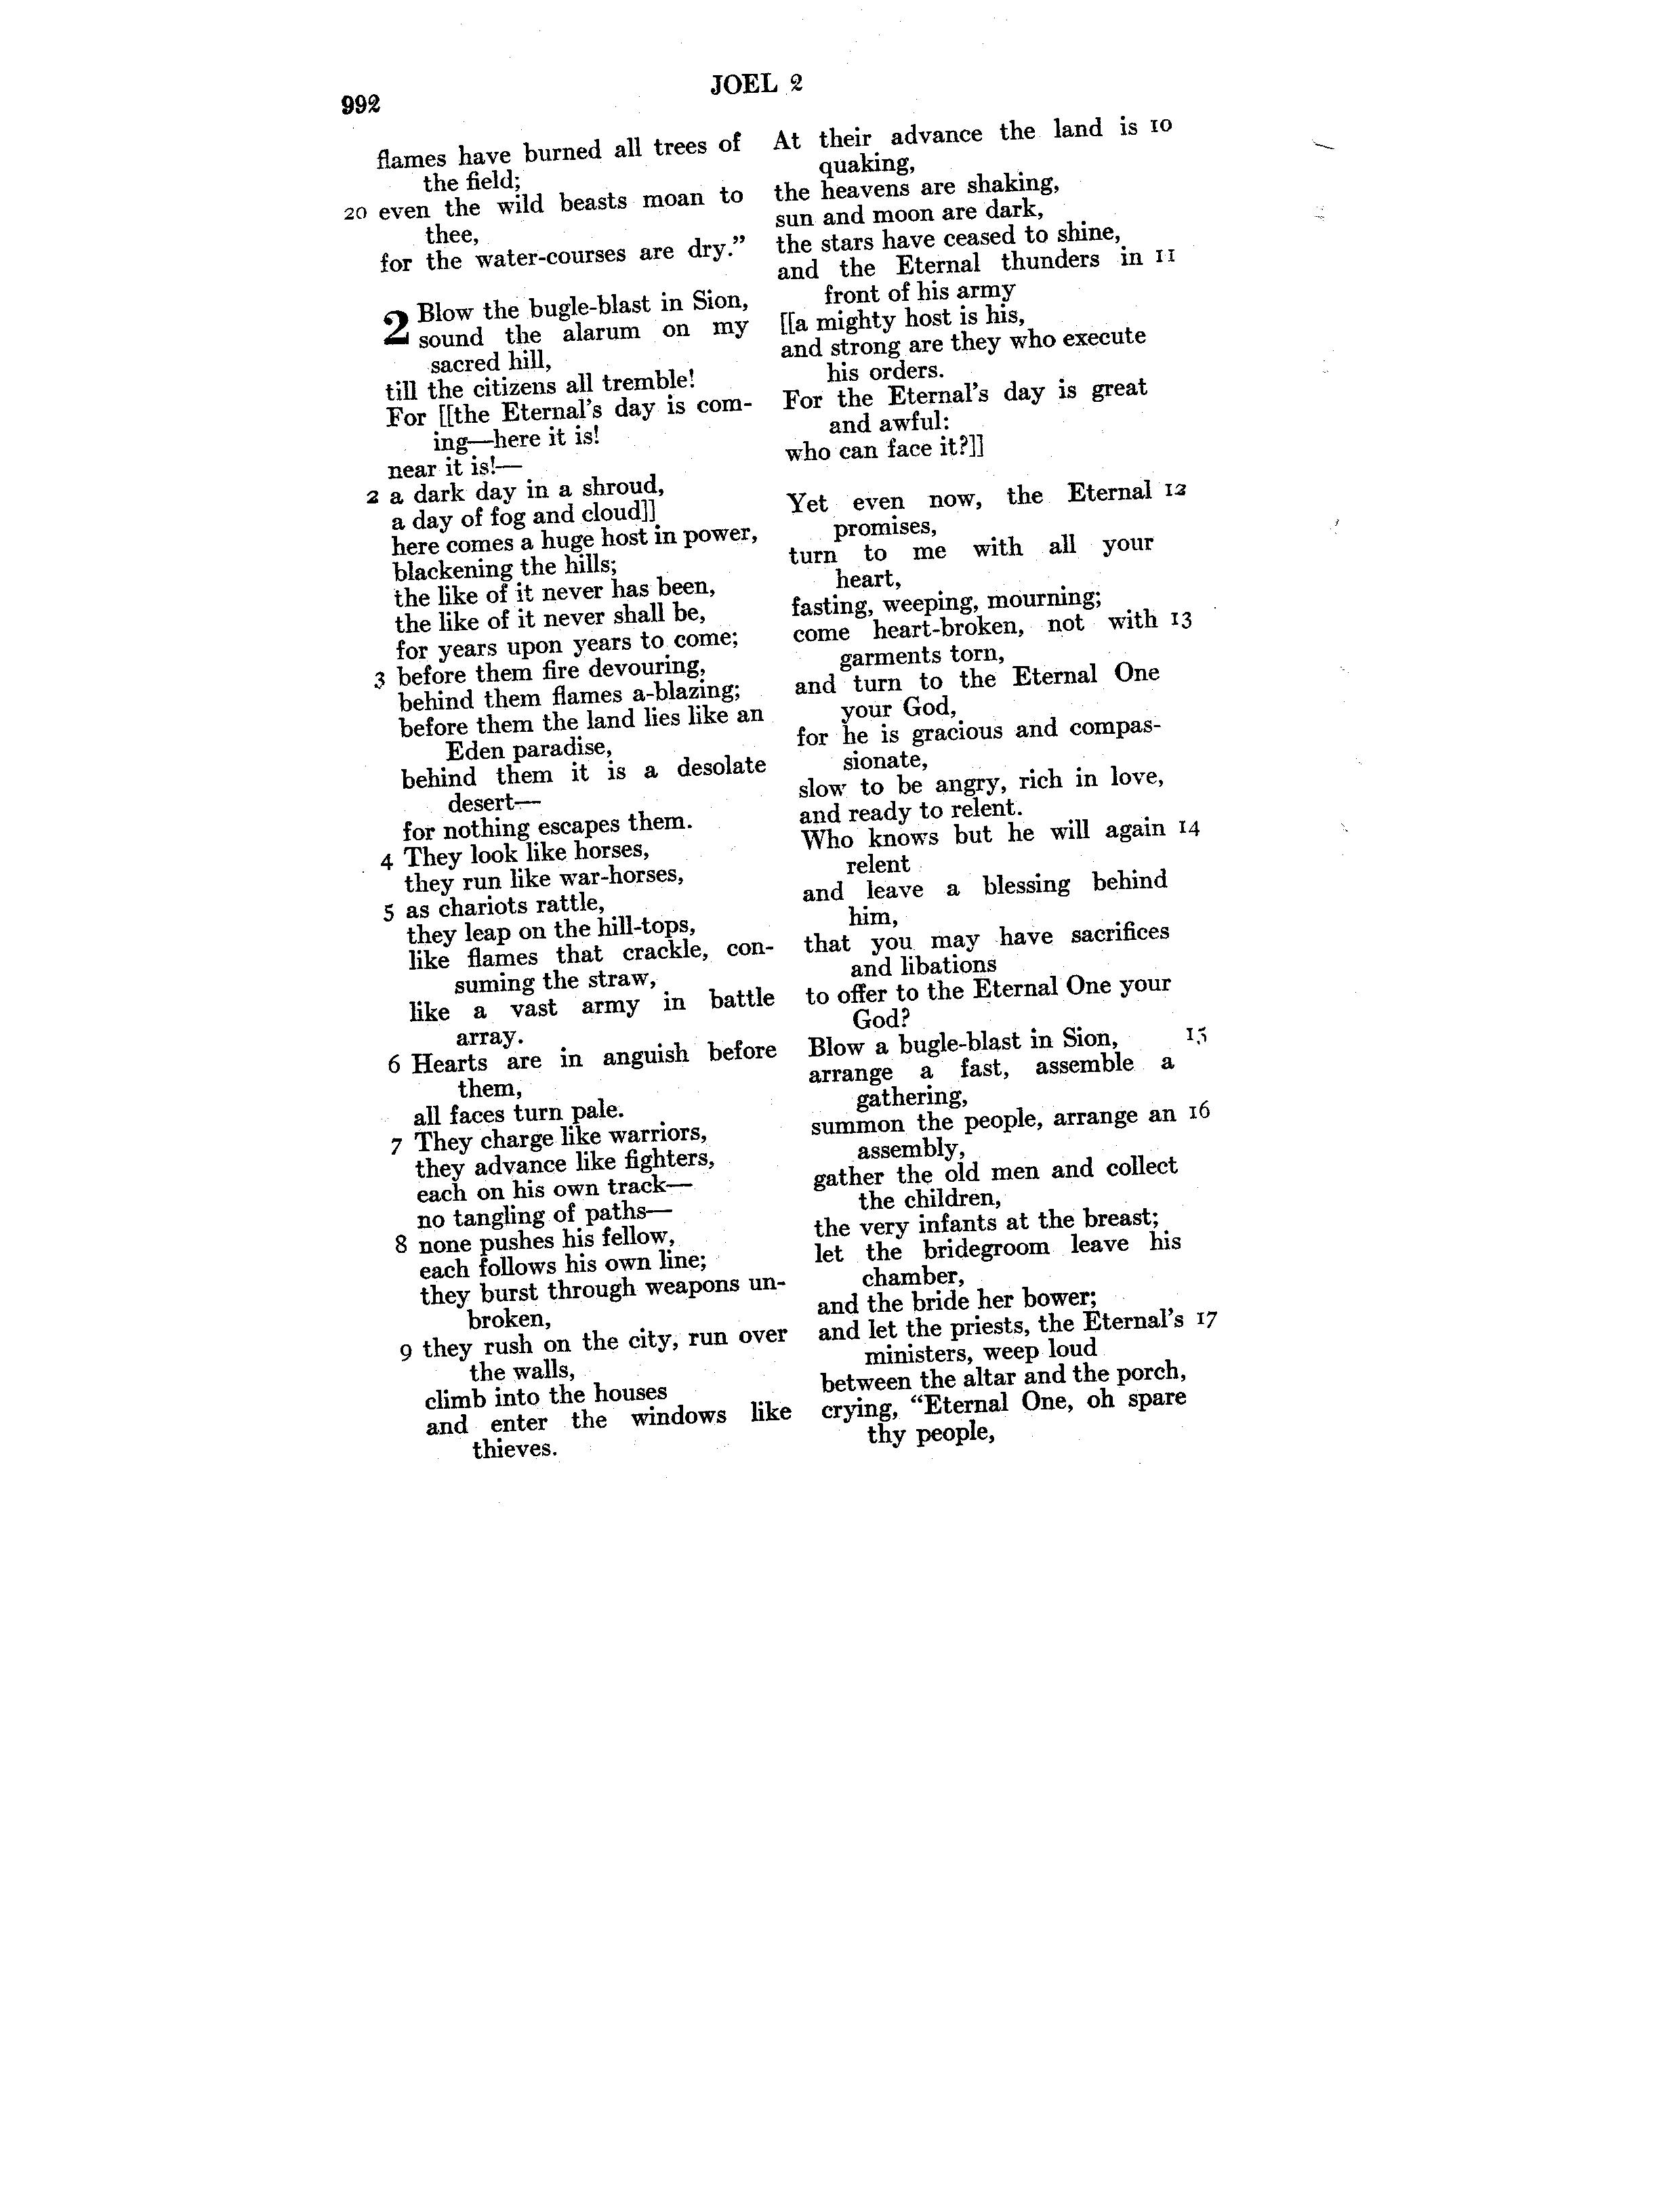 992
JOEL 2
flames have burned all trees of
the field;
20 even the wild beasts moan to
thee,
for the water-courses are dry.”
2 Blow the bugle-blast in Sion,
sound the alarum on my
sacred hill,
till the citizens all tremble!
For [[the Eternal’s day is com-
ing—here it is!
near it is!—
2 a dark day in a shroud,
a day of fog and cloud]]
here comes a huge host in power,
blackening the hills;
the like of it never has been,
the like of it never shall be,
for years upon years to come;
3 before them fire devouring,
behind them flames a-blazing;
before them the land lies like an
Eden paradise,
behind them it is a desolate
desert—
for nothing escapes them.
4 They look like horses,
they run like war-horses,
5 as chariots rattle,
they leap on the hill-tops,
like flames that crackle, con-
suming the straw,
like a vast army in battle
array.
6 Hearts are in anguish before
them,
all faces turn pale.
7 They charge like warriors,
they advance like fighters,
each on his own track—
no tangling of paths—
8 none pushes his fellow,
each follows his own line;
they burst through weapons un-
broken,
9 they rush on the city, run over
the walls,
climb into the houses
and enter the windows like
thieves.
At their advance the land is 10
quaking,
the heavens are shaking,
sun and moon are dark,
the stars have ceased to shine,
and the Eternal thunders in 11
front of his army
[[a mighty host is his,
and strong are they who execute
his orders.
For the Eternal’s day is great
and awful:
who can face it?]]
Yet even now, the Eternal 12
promises,
turn to me with all your
heart,
fasting, weeping, mourning;
come heart-broken, not with 13
garments torn,
and turn to the Eternal One
your God,
for he is gracious and compas-
sionate,
slow to be angry, rich in love,
and ready to relent.
Who knows but he will again 14
relent
and leave a blessing behind
him,
that you may have sacrifices
and libations
to offer to the Eternal One your
God?
Blow a bugle-blast in Sion, 15
arrange a fast, assemble a
gathering,
summon the people, arrange an 16
assembly,
gather the old men and collect
the children,
the very infants at the breast;
let the bridegroom leave his
chamber,
and the bride her bower;
and let the priests, the Eternal’s 17
ministers, weep loud
between the altar and the porch,
crying, “Eternal One, oh spare
thy people,